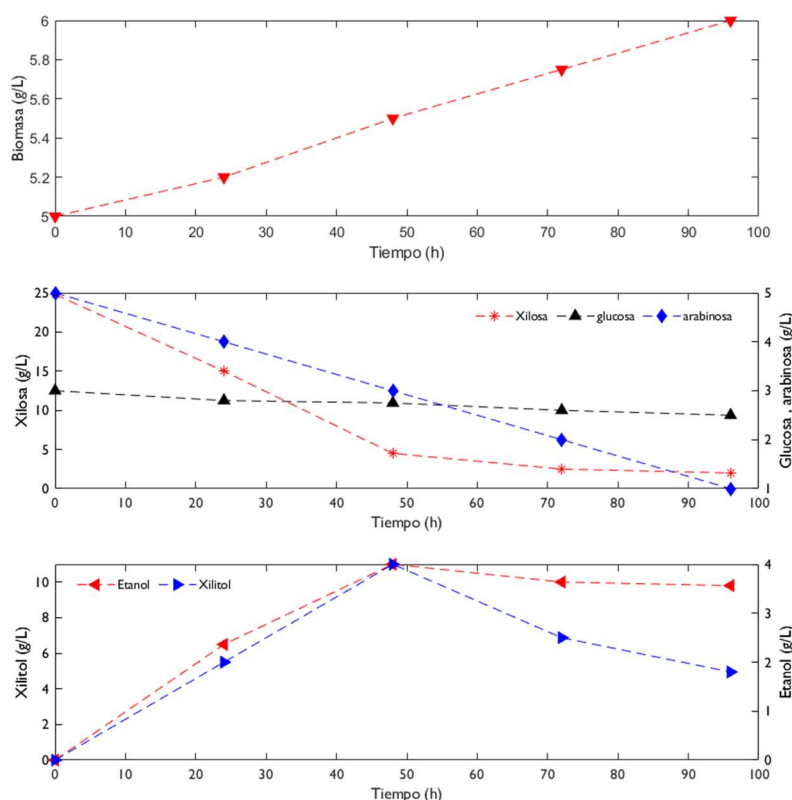 6
5.8
5.6
5.4
5.2
5
Biomasa (g/L)
0 10 20 30 40 50 60 70 80 90 100
Tiempo (h)
25
20
15
10
5
0
Xilosa (g/L)
Xilosa glucosa arabinosa
5
4
3
2
1
Glucosa , arabinosa (g/L)
0 10 20 30 40 50 60 70 80 90 100
Tiempo (h)
10
8
6
4
2
0
Xilitol (g/L)
Etanol Xilitol
4
3
2
1
0
Etanol (g/L)
0 10 20 30 40 50 60 70 80 90 100
Tiempo (h)